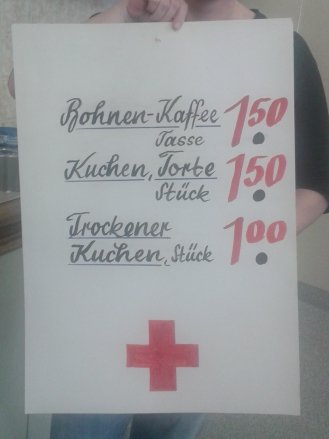 Bohnen-Kaffee 1.50
Tasse
Kuchen, Torte 1.50
Stück
Trockener 1.00
Kuchen, Stück